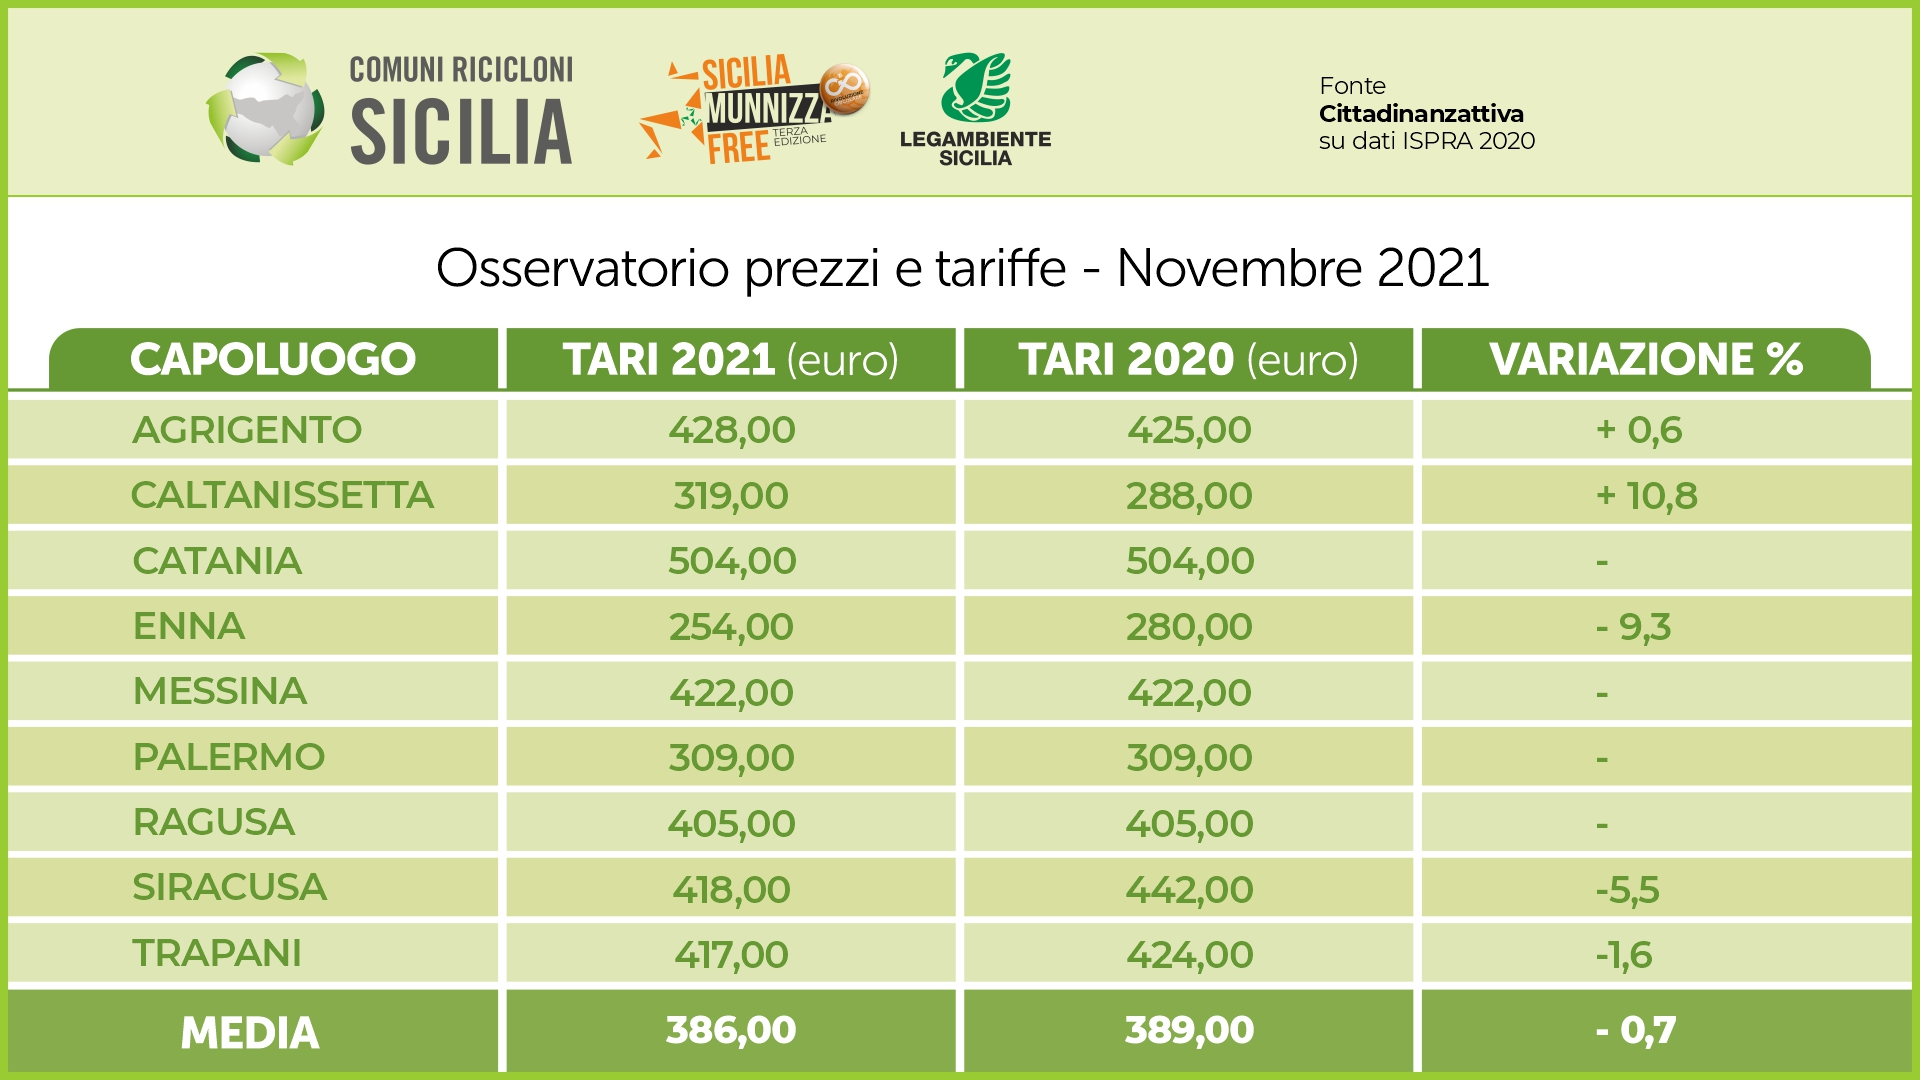 COMUNI RICICLONI
SICILIA
SICILIA
MUNNIZZA
FREE
TERZA
EDIZIONE
LEGAMBIENTE
SICILIA
Fonte
Cittadinanzattiva
su dati ISPRA 2020
Osservatorio prezzi e tariffe - Novembre 2021
CAPOLUOGO TARI 2021 (euro) TARI 2020 (euro) VARIAZIONE %
AGRIGENTO 428,00 425,00 + 0,6
CALTANISSETTA 319,00 288,00 + 10,8
CATANIA 504,00 504,00 -
ENNA 254,00 280,00 - 9,3
MESSINA 422,00 422,00 -
PALERMO 309,00 309,00 -
RAGUSA 405,00 405,00 -
SIRACUSA 418,00 442,00 -5,5
TRAPANI 417,00 424,00 -1,6
MEDIA 386,00 389,00 - 0,7